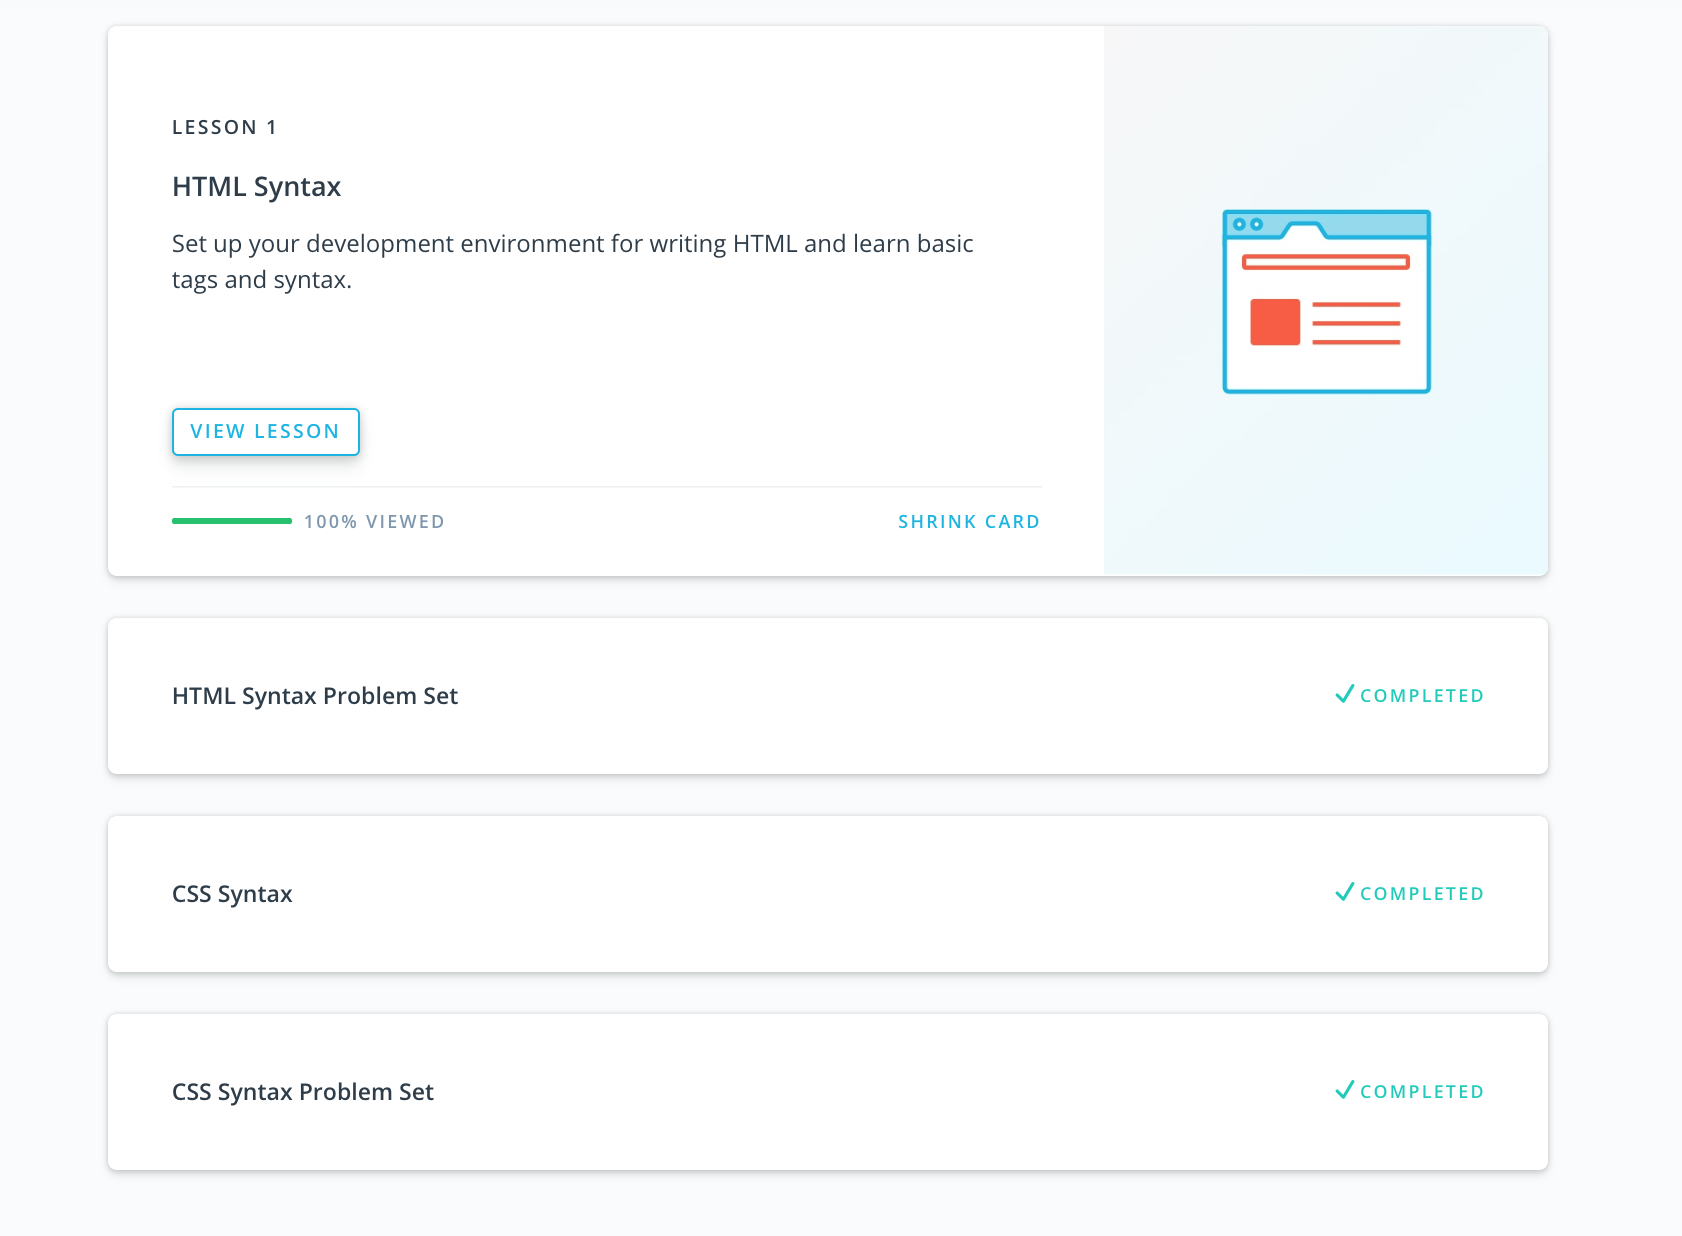 LESSON 1
HTML Syntax
Set up your development environment for writing HTML and learn basic
tags and syntax.
VIEW LESSON
100% VIEWED
SHRINK CARD
HTML Syntax Problem Set
COMPLETED
CSS Syntax
COMPLETED
CSS Syntax Problem Set
COMPLETED